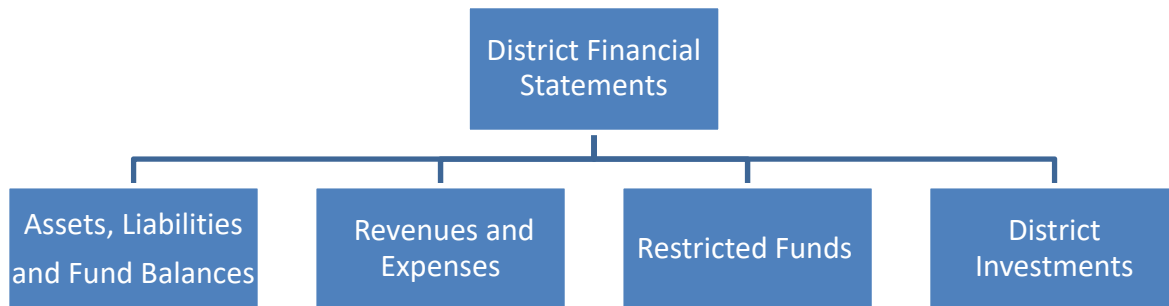 District Financial
Statements
Assets, Liabilities
and Fund Balances
Revenues and
Expenses
Restricted Funds
District
Investments